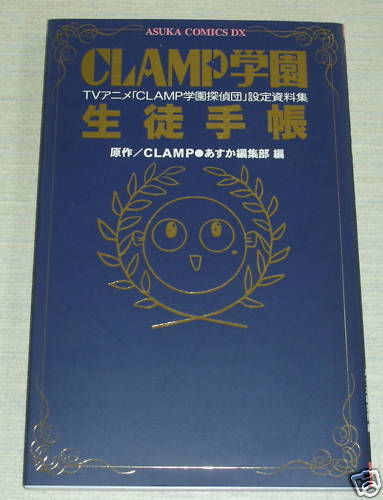 ASUKA COMICS DX
CLAMP学園
TVアニメ「CLAMP学園探偵団」設定資料集
生徒手帳
原作/CLAMP●あすか編集部 編